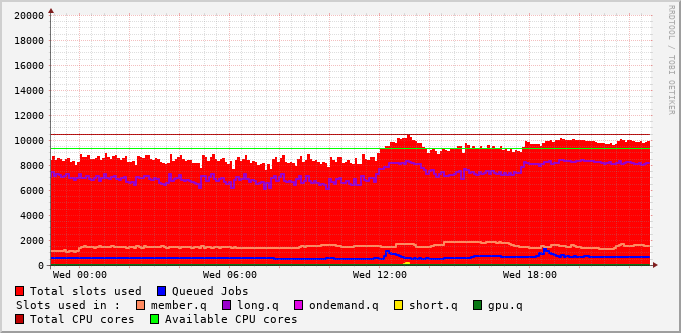 RRDTOOL / TOBI OETIKER
20000
18000
16000
14000
12000
10000
8000
6000
4000
2000
0
Wed 00:00 Wed 06:00 Wed 12:00 Wed 18:00
Total slots used Queued Jobs
Slots used in : member.q long.q ondemand.q short.q gpu.q
Total CPU cores Available CPU cores